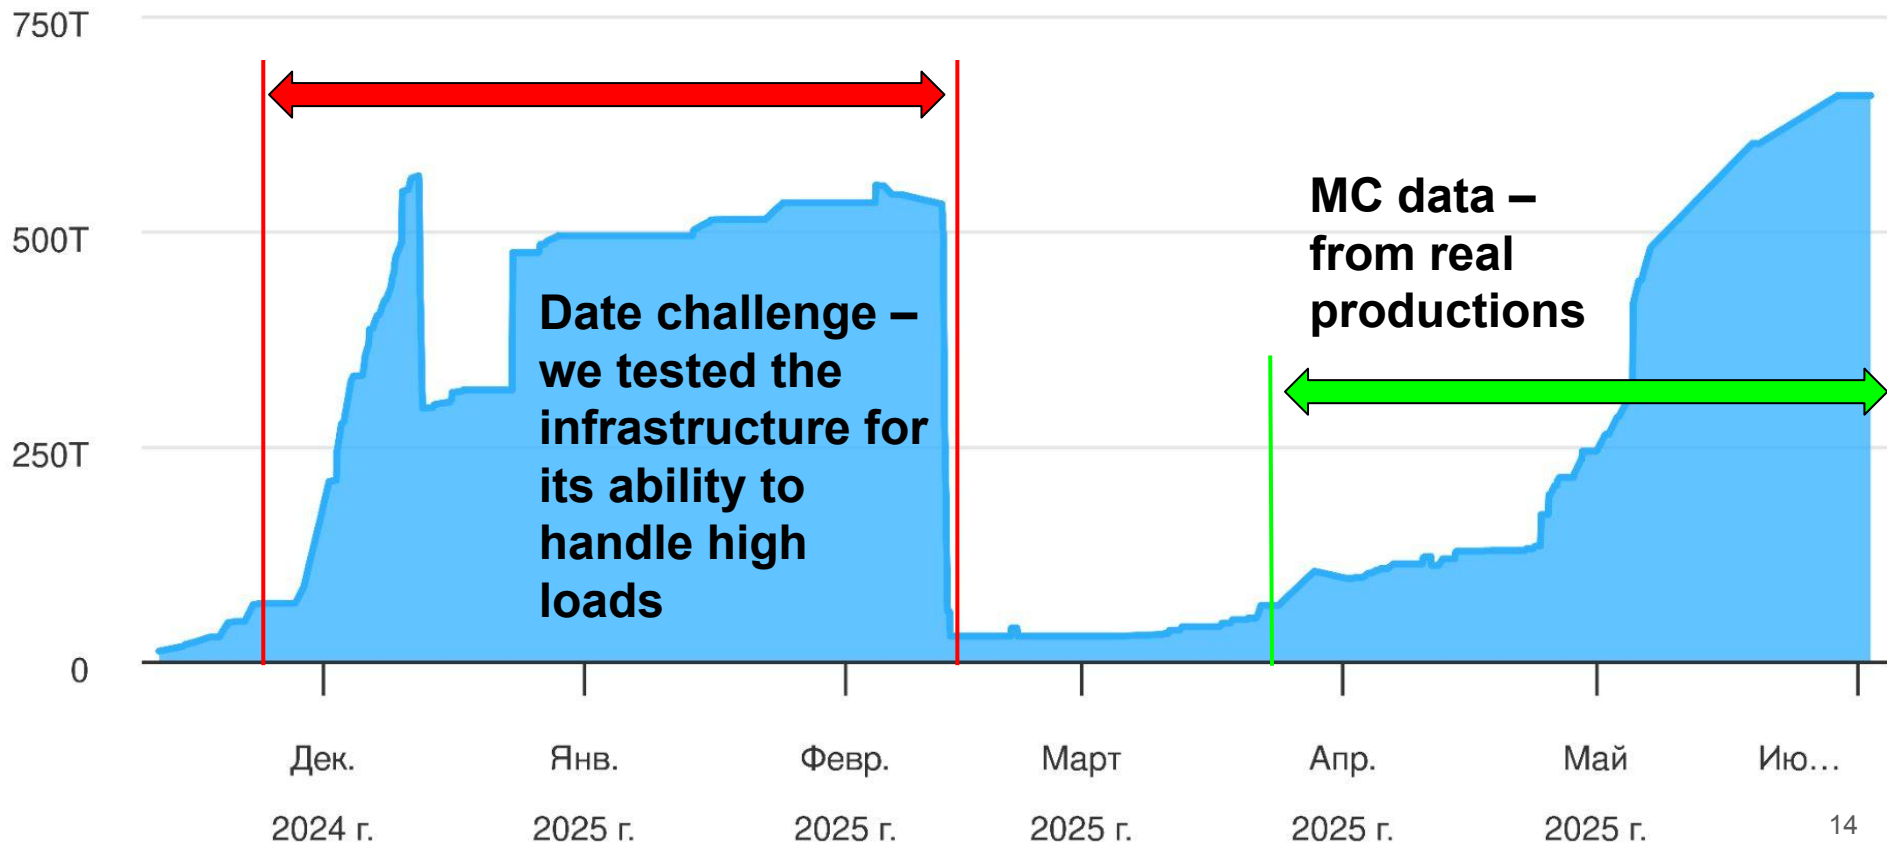 750T
500T
250T
0
Date challenge –
we tested the
infrastructure for
its ability to
handle high
loads
MC data –
from real
productions
Дек.
2024 г.
Янв.
2025 г.
Февр.
2025 г.
Март
2025 г.
Апр.
2025 г.
Май
2025 г.
Ию…
14